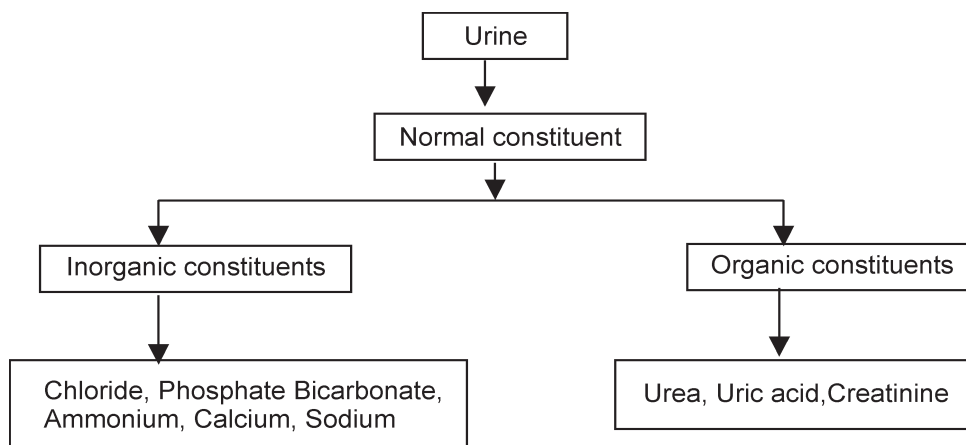 Urine
Normal constituent
Inorganic constituents
Organic constituents
Chloride, Phosphate Bicarbonate,
Ammonium, Calcium, Sodium
Urea, Uric acid,Creatinine